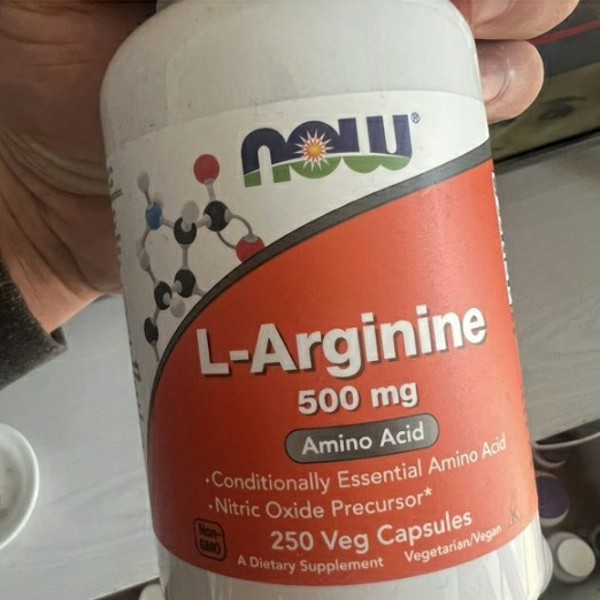 NOW®
L-Arginine
500 mg
Amino Acid
•Conditionally Essential Amino Acid
•Nitric Oxide Precursor*
Non-
GMO
250 Veg Capsules
A Dietary Supplement
Vegetarian/Vegan
K